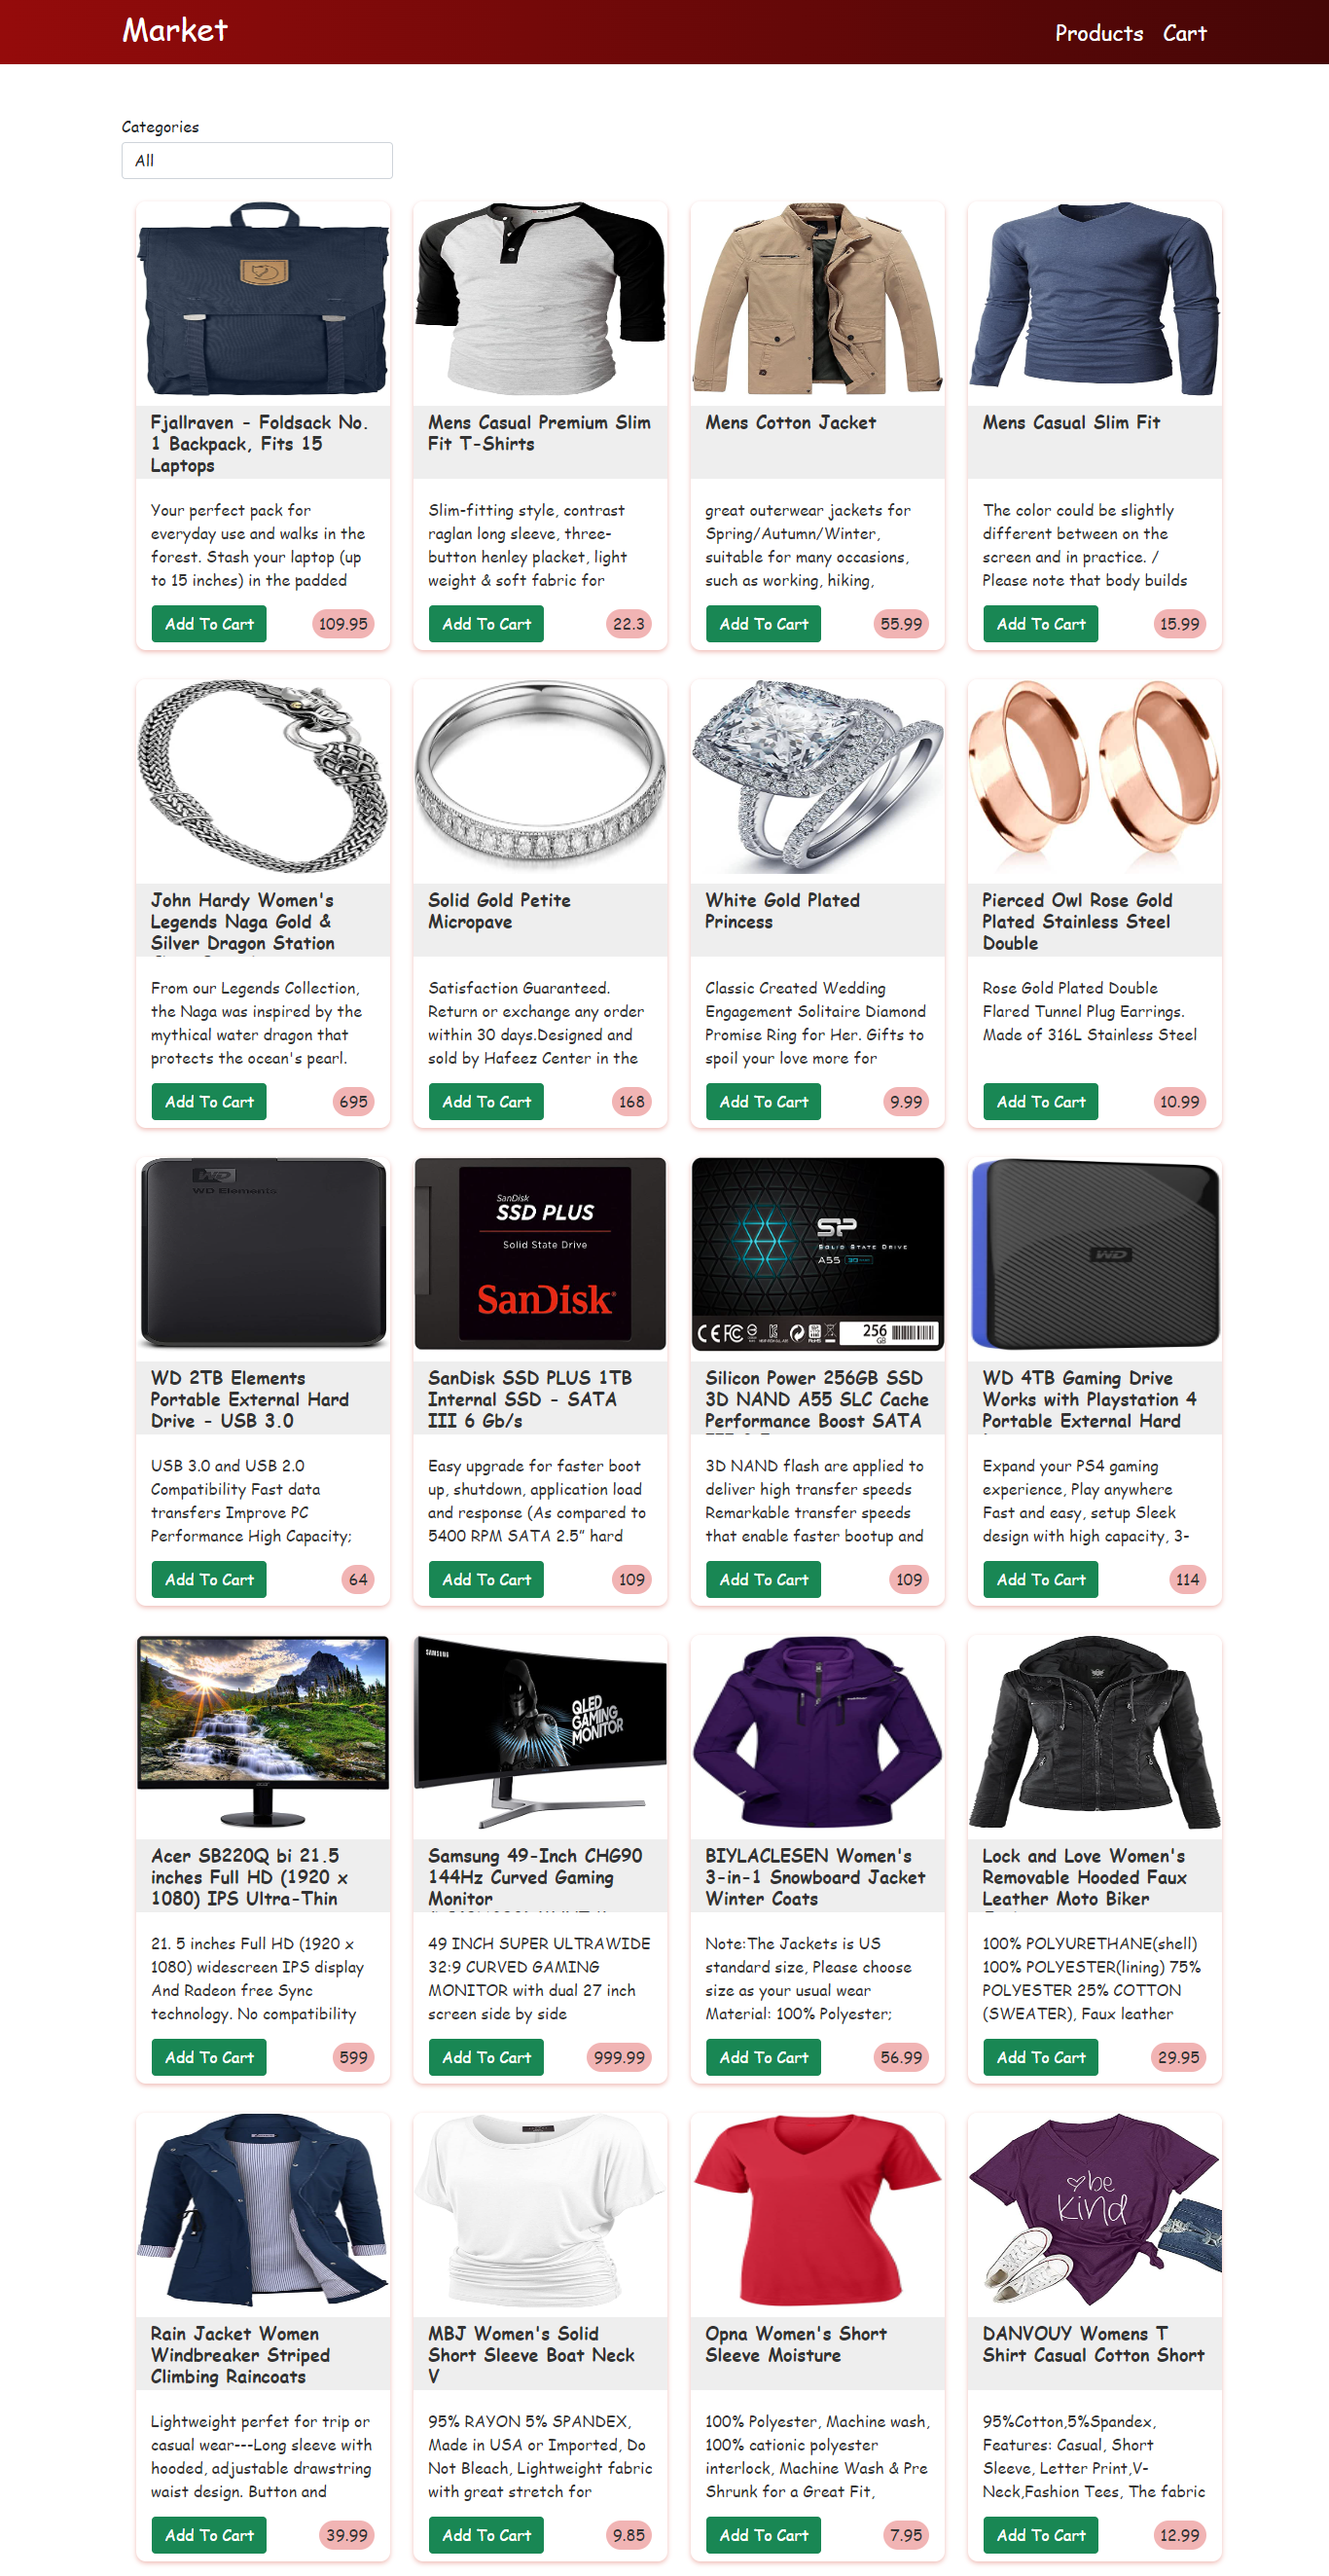 Market
Products Cart
Categories
All
Fjallraven - Foldsack No.
1 Backpack, Fits 15
Laptops
Your perfect pack for
everyday use and walks in the
forest. Stash your laptop (up
to 15 inches) in the padded
Add To Cart
109.95
Mens Casual Premium Slim
Fit T-Shirts
Slim-fitting style, contrast
raglan long sleeve, three-
button henley placket, light
weight & soft fabric for
Add To Cart
22.3
Mens Cotton Jacket
great outerwear jackets for
Spring/Autumn/Winter,
suitable for many occasions,
such as working, hiking,
Add To Cart
55.99
Mens Casual Slim Fit
The color could be slightly
different between on the
screen and in practice. /
Please note that body builds
Add To Cart
15.99
John Hardy Women's
Legends Naga Gold &
Silver Dragon Station
From our Legends Collection,
the Naga was inspired by the
mythical water dragon that
protects the ocean's pearl.
Add To Cart
695
Solid Gold Petite
Micropave
Satisfaction Guaranteed.
Return or exchange any order
within 30 days.Designed and
sold by Hafeez Center in the
Add To Cart
168
White Gold Plated
Princess
Classic Created Wedding
Engagement Solitaire Diamond
Promise Ring for Her. Gifts to
spoil your love more for
Add To Cart
9.99
Pierced Owl Rose Gold
Plated Stainless Steel
Double
Rose Gold Plated Double
Flared Tunnel Plug Earrings.
Made of 316L Stainless Steel
Add To Cart
10.99
WD
WD Elements
WD 2TB Elements
Portable External Hard
Drive - USB 3.0
USB 3.0 and USB 2.0
Compatibility Fast data
transfers Improve PC
Performance High Capacity;
Add To Cart
64
SanDisk
SSD PLUS
Solid State Drive
SanDisk
SanDisk SSD PLUS 1TB
Internal SSD - SATA
III 6 Gb/s
Easy upgrade for faster boot
up, shutdown, application load
and response (As compared to
5400 RPM SATA 2.5” hard
Add To Cart
109
SP
Solid State Drive
A55
256
GB
Silicon Power 256GB SSD
3D NAND A55 SLC Cache
Performance Boost SATA
3D NAND flash are applied to
deliver high transfer speeds
Remarkable transfer speeds
that enable faster bootup and
Add To Cart
109
WD
WD 4TB Gaming Drive
Works with Playstation 4
Portable External Hard
Expand your PS4 gaming
experience, Play anywhere
Fast and easy, setup Sleek
design with high capacity, 3-
Add To Cart
114
acer
Acer SB220Q bi 21.5
inches Full HD (1920 x
1080) IPS Ultra-Thin
21. 5 inches Full HD (1920 x
1080) widescreen IPS display
And Radeon free Sync
technology. No compatibility
Add To Cart
599
SAMSUNG
QLED
GAMING
MONITOR
Samsung 49-Inch CHG90
144Hz Curved Gaming
Monitor
49 INCH SUPER ULTRAWIDE
32:9 CURVED GAMING
MONITOR with dual 27 inch
screen side by side
Add To Cart
999.99
BIYLACLESEN Women's
3-in-1 Snowboard Jacket
Winter Coats
Note:The Jackets is US
standard size, Please choose
size as your usual wear
Material: 100% Polyester;
Add To Cart
56.99
Lock and Love Women's
Removable Hooded Faux
Leather Moto Biker
100% POLYURETHANE(shell)
100% POLYESTER(lining) 75%
POLYESTER 25% COTTON
(SWEATER), Faux leather
Add To Cart
29.95
Rain Jacket Women
Windbreaker Striped
Climbing Raincoats
Lightweight perfet for trip or
casual wear---Long sleeve with
hooded, adjustable drawstring
waist design. Button and
Add To Cart
39.99
MBJ Women's Solid
Short Sleeve Boat Neck
V
95% RAYON 5% SPANDEX,
Made in USA or Imported, Do
Not Bleach, Lightweight fabric
with great stretch for
Add To Cart
9.85
Opna Women's Short
Sleeve Moisture
100% Polyester, Machine wash,
100% cationic polyester
interlock, Machine Wash & Pre
Shrunk for a Great Fit,
Add To Cart
7.95
be
kind
DANVOUY Womens T
Shirt Casual Cotton Short
95%Cotton,5%Spandex,
Features: Casual, Short
Sleeve, Letter Print,V-
Neck,Fashion Tees, The fabric
Add To Cart
12.99